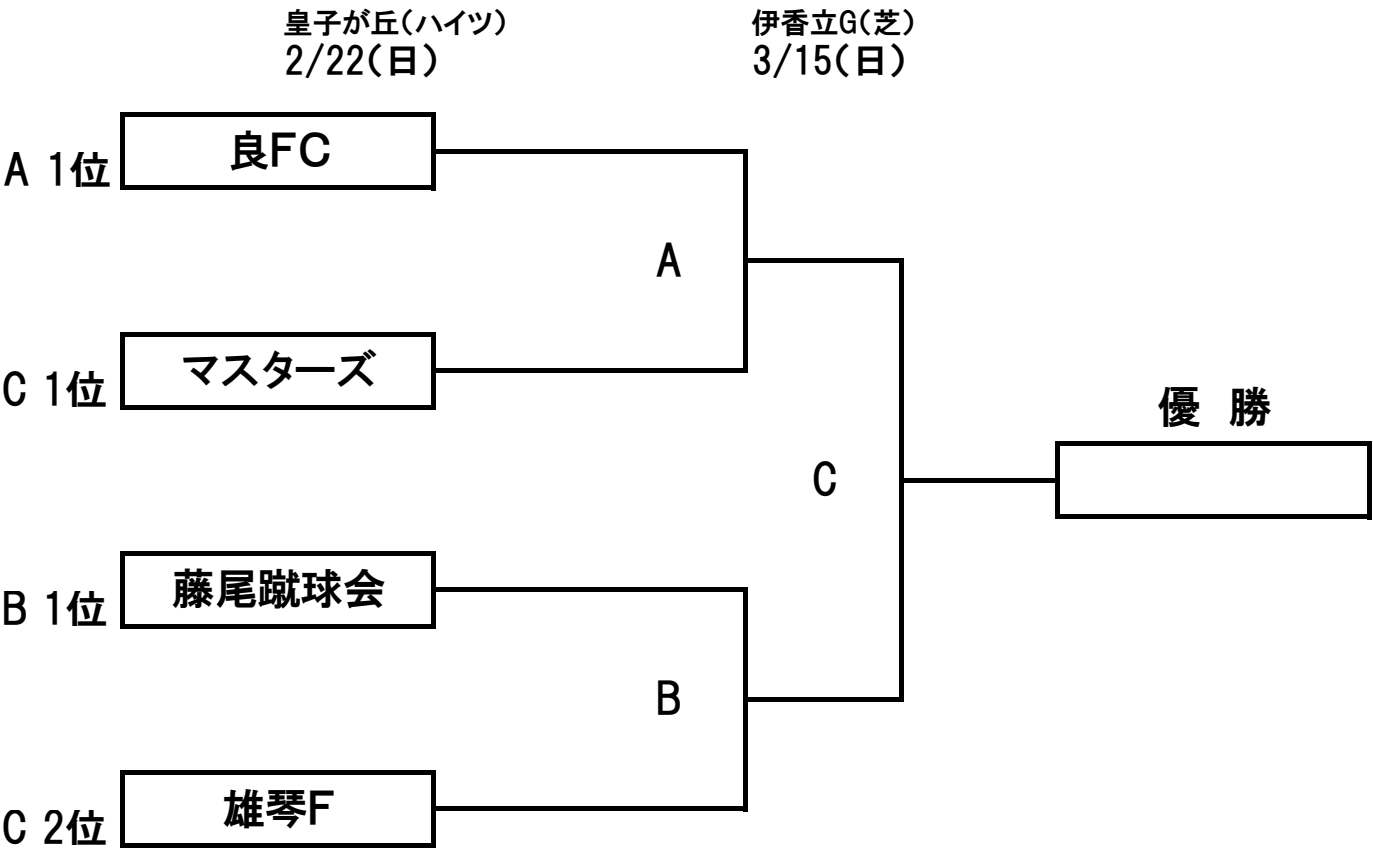 皇子が丘(ハイツ)
2/22(日)
伊香立G(芝)
3/15(日)
A 1位
良FC
A
C 1位
マスターズ
優 勝
C
B 1位
藤尾蹴球会
B
C 2位
雄琴F